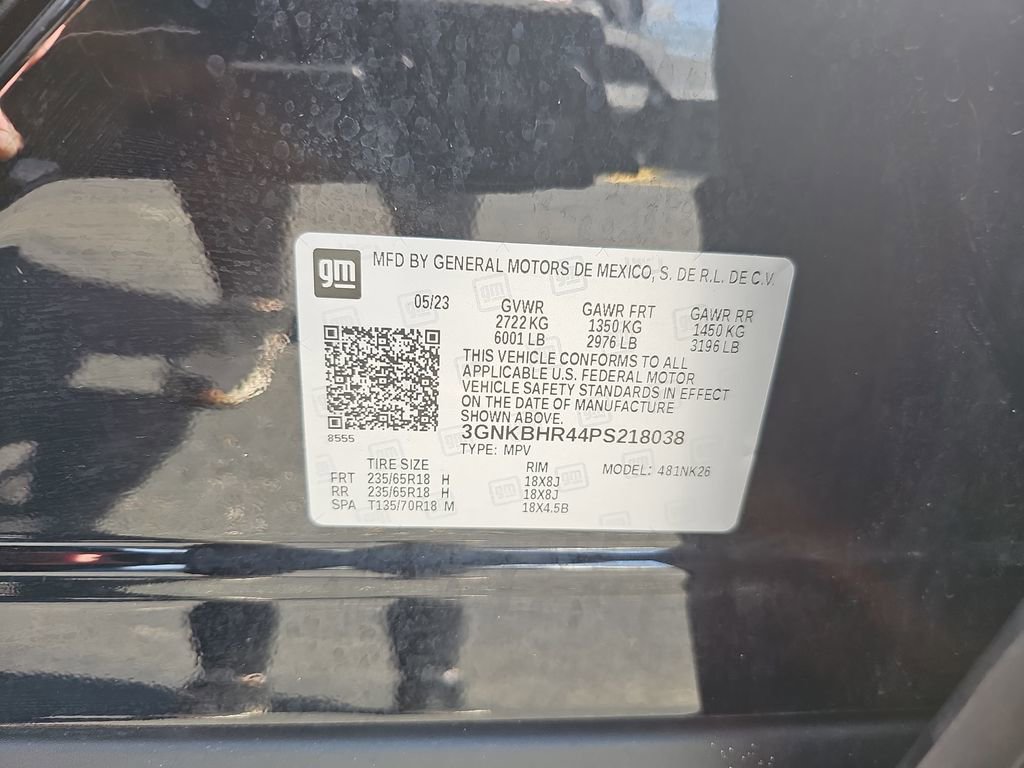 gm MFD BY GENERAL MOTORS DE MEXICO, S. DE R.L. DE C.V.
05/23 GVWR GAWR FRT GAWR RR
2722 KG 1350 KG 1450 KG
6001 LB 2976 LB 3196 LB
THIS VEHICLE CONFORMS TO ALL
APPLICABLE U.S. FEDERAL MOTOR
VEHICLE SAFETY STANDARDS IN EFFECT
ON THE DATE OF MANUFACTURE
SHOWN ABOVE.
8555 3GNKBHR44PS218038
TYPE: MPV
TIRE SIZE RIM MODEL: 481NK26
FRT 235/65R18 H 18X8J
RR 235/65R18 H 18X8J
SPA T135/70R18 M 18X4.5B